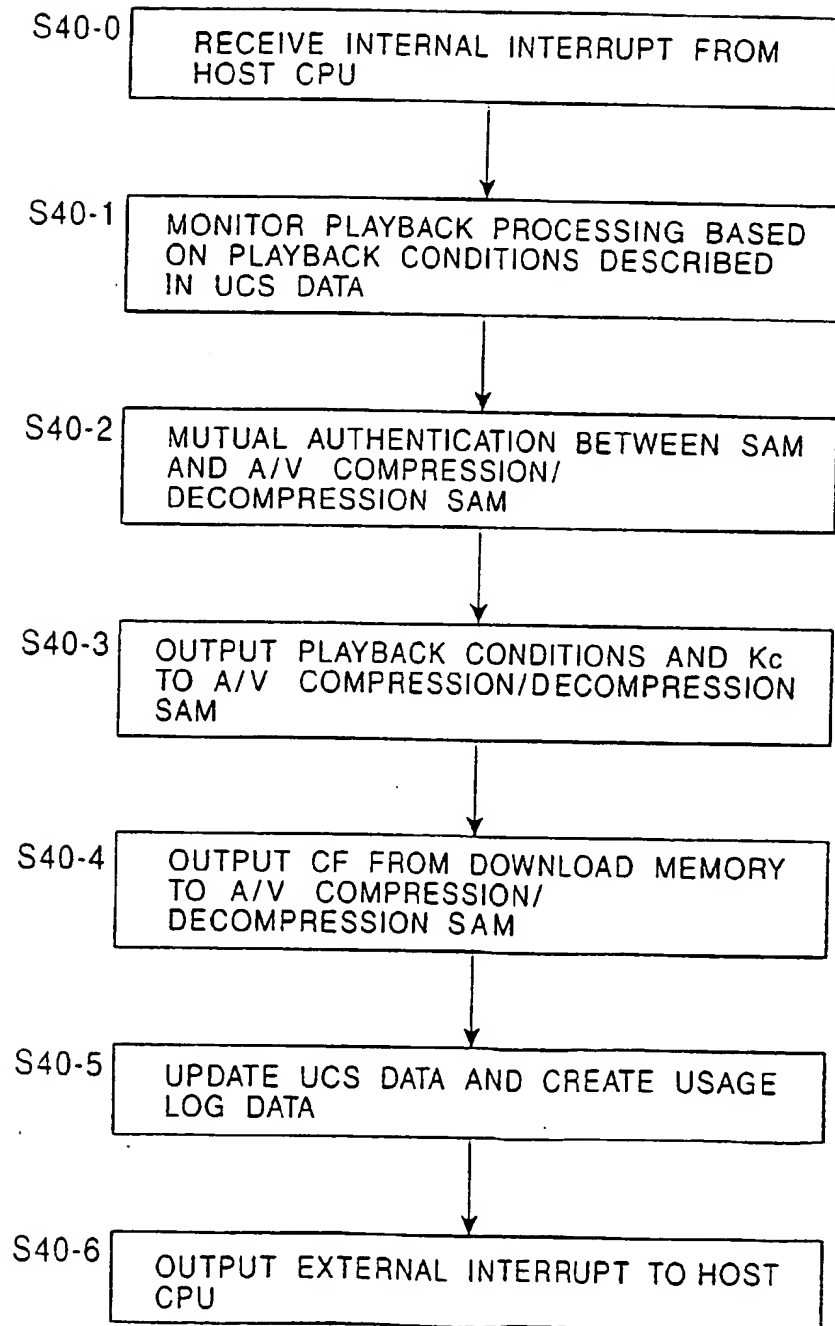 S40-0
RECEIVE INTERNAL INTERRUPT FROM
HOST CPU
S40-1
MONITOR PLAYBACK PROCESSING BASED
ON PLAYBACK CONDITIONS DESCRIBED
IN UCS DATA
S40-2
MUTUAL AUTHENTICATION BETWEEN SAM
AND A/V COMPRESSION/
DECOMPRESSION SAM
S40-3
OUTPUT PLAYBACK CONDITIONS AND Kc
TO A/V COMPRESSION/DECOMPRESSION
SAM
S40-4
OUTPUT CF FROM DOWNLOAD MEMORY
TO A/V COMPRESSION/
DECOMPRESSION SAM
S40-5
UPDATE UCS DATA AND CREATE USAGE
LOG DATA
S40-6
OUTPUT EXTERNAL INTERRUPT TO HOST
CPU